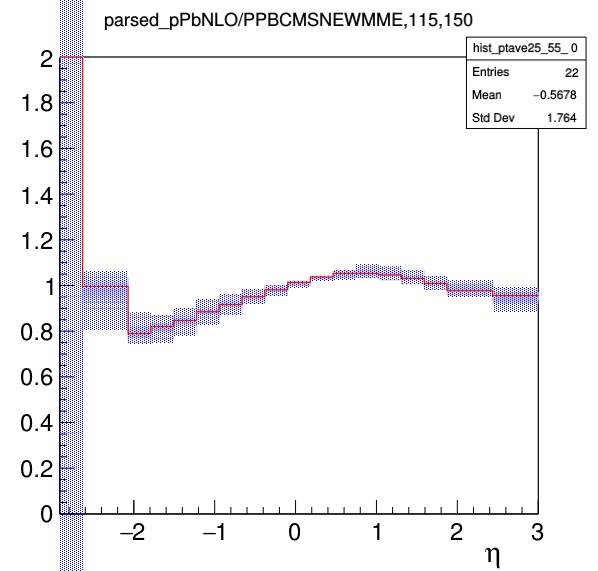 parsed_pPbNLO/PPBCMSNEWMME,115,150
hist_ptave25_55_ 0
Entries 22
Mean −0.5678
Std Dev 1.764
2
1.8
1.6
1.4
1.2
1
0.8
0.6
0.4
0.2
0
−2 −1 0 1 2 3
η